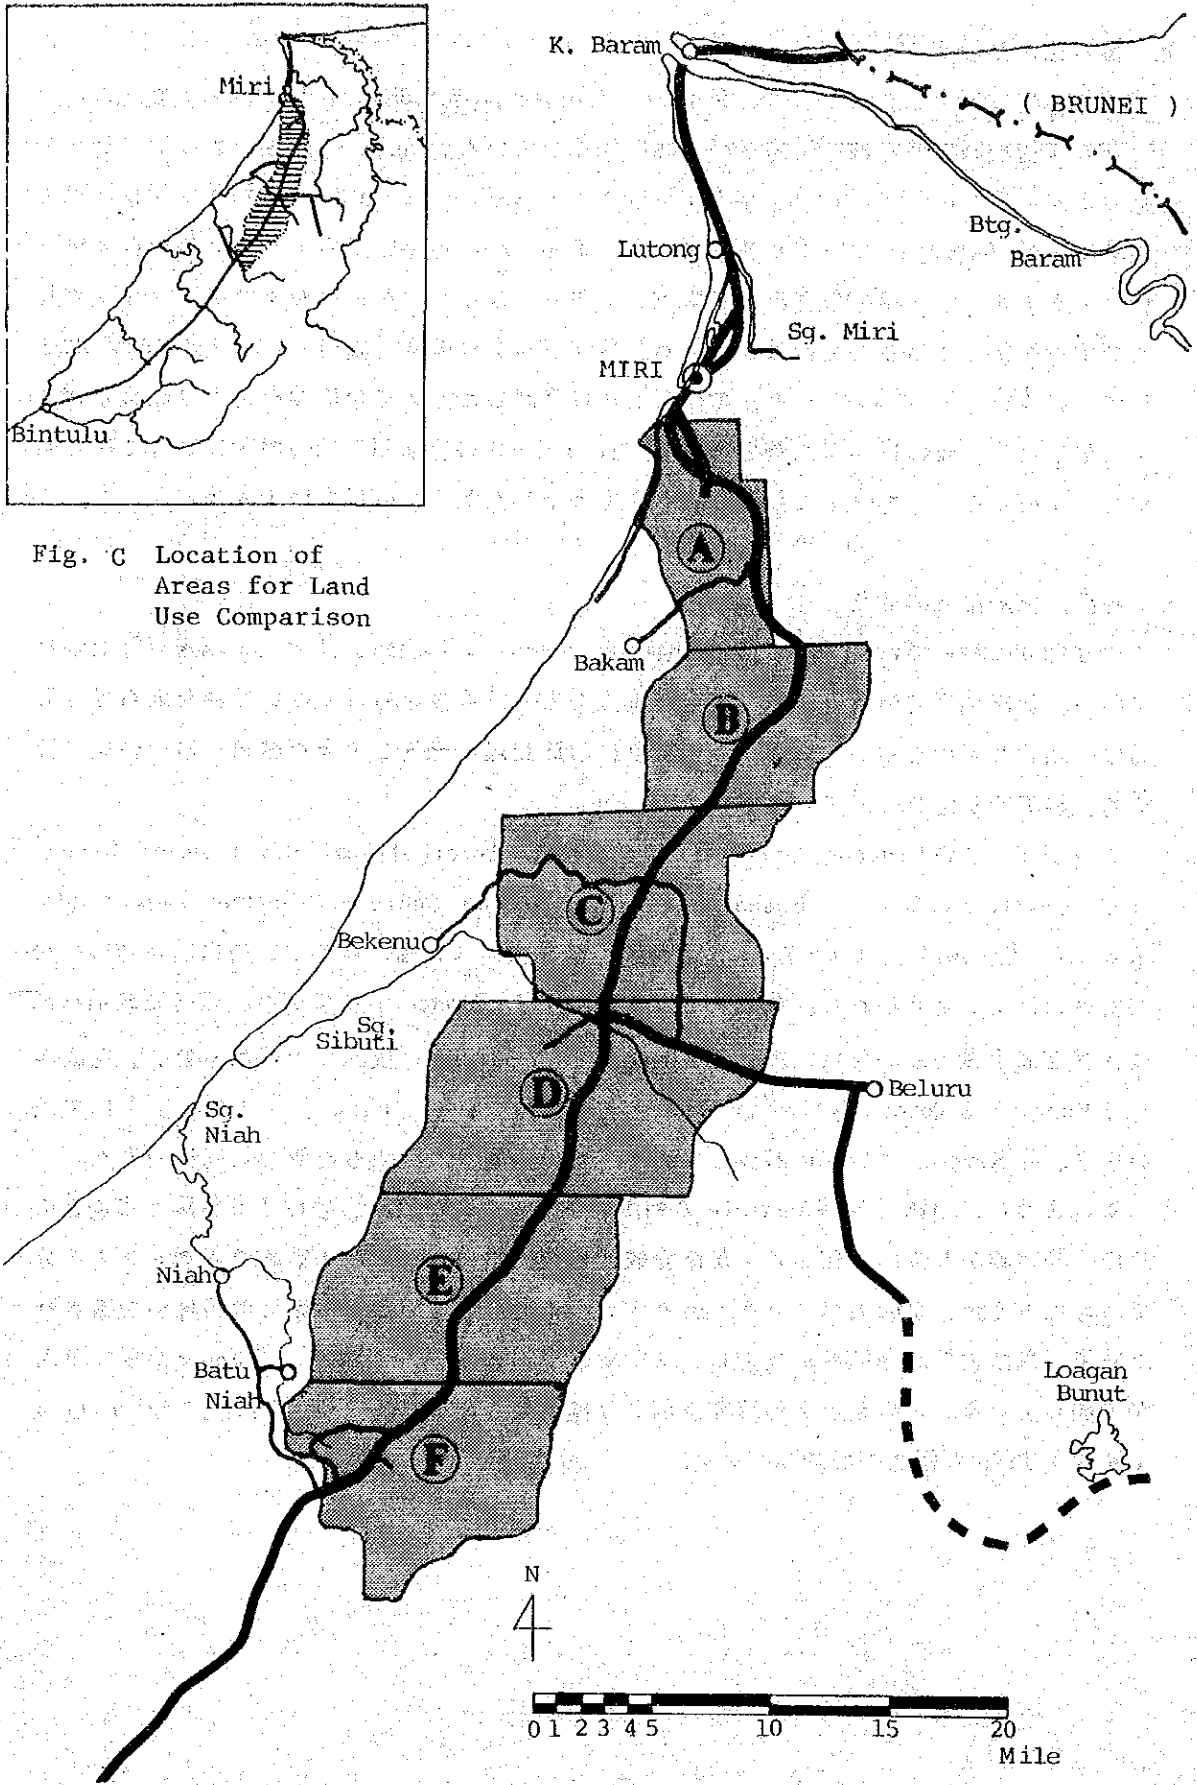 Miri
Bintulu
Fig. C Location of
Areas for Land
Use Comparison
K. Baram
( BRUNEI )
Btg.
Baram
Lutong
Sg. Miri
MIRI
A
Bakam
B
C
Bekenu
Sg.
Sibuti
D
Beluru
Sg.
Niah
E
Niah
Batu
Niah
Loagan
Bunut
F
N
0 1 2 3 4 5 10 15 20
Mile